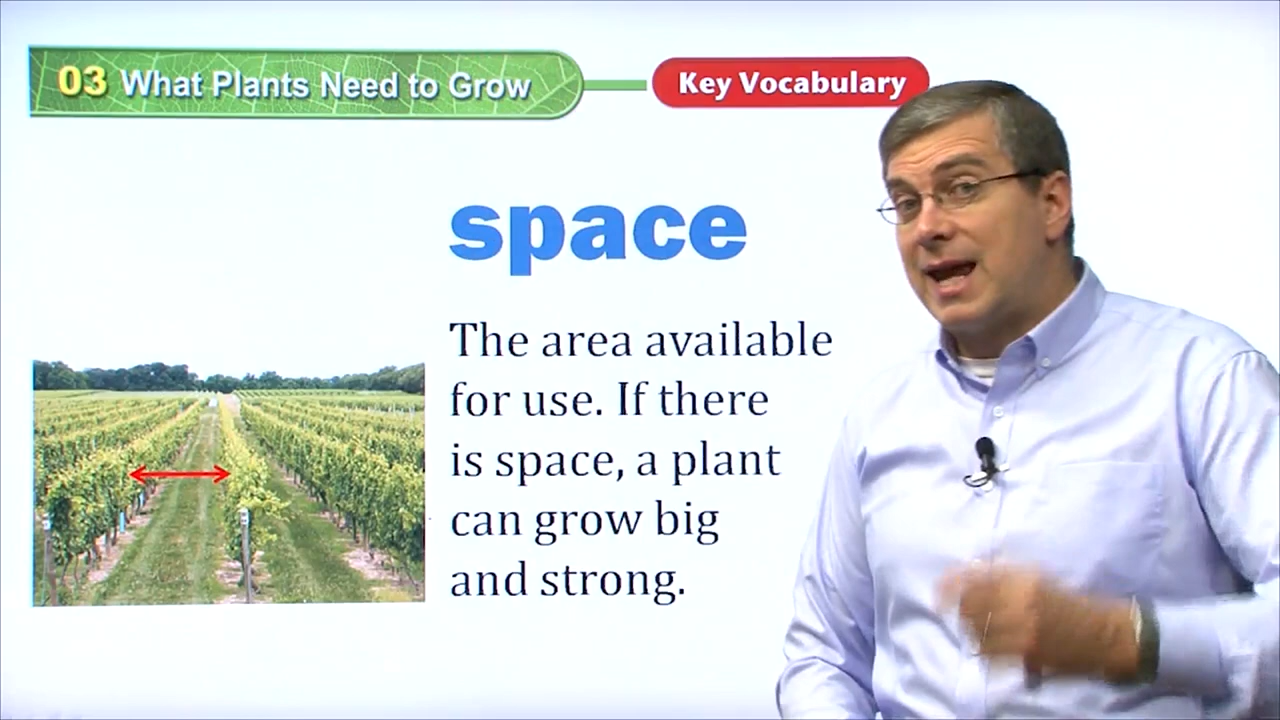 03 What Plants Need to Grow
Key Vocabulary
space
The area available
for use. If there
is space, a plant
can grow big
and strong.